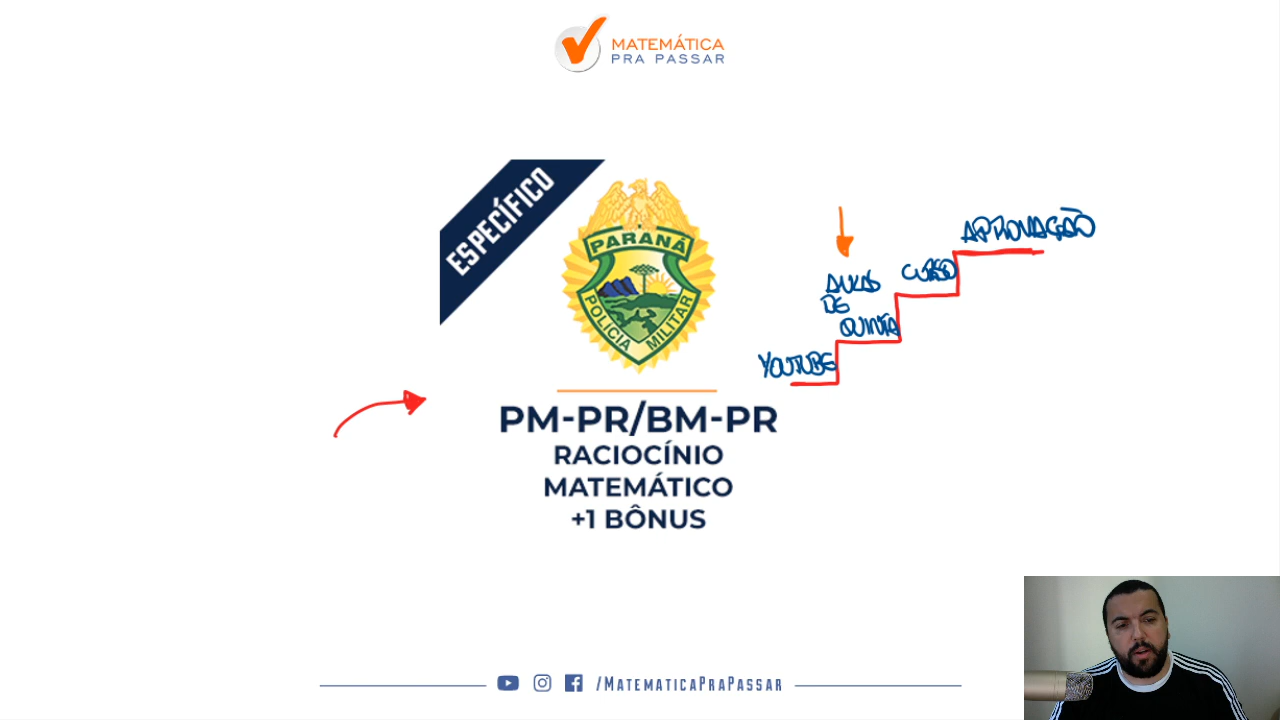 MATEMÁTICA
PRA PASSAR
ESPECÍFICO
PARANÁ
POLÍCIA MILITAR
APROVAÇÃO
CURSO
AULAS
DE
QUINTA
YOUTUBE
PM-PR/BM-PR
RACIOCÍNIO
MATEMÁTICO
+1 BÔNUS
/MATEMATICAPRAPASSAR